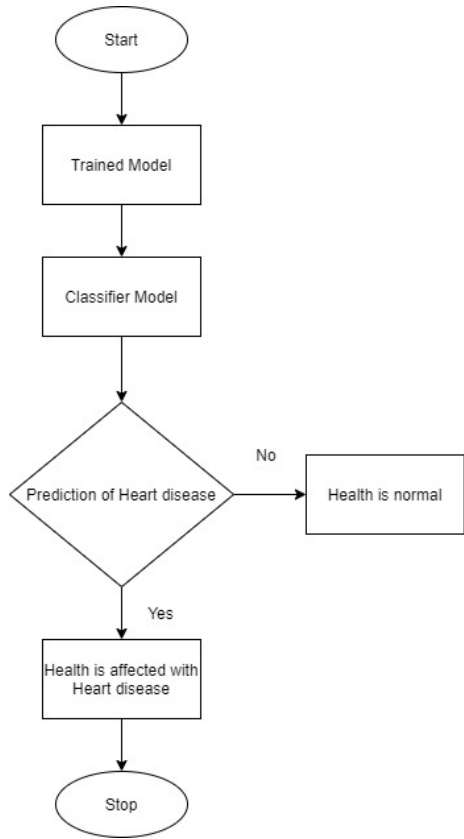 Start
Trained Model
Classifier Model
Prediction of Heart disease
No
Health is normal
Yes
Health is affected with
Heart disease
Stop